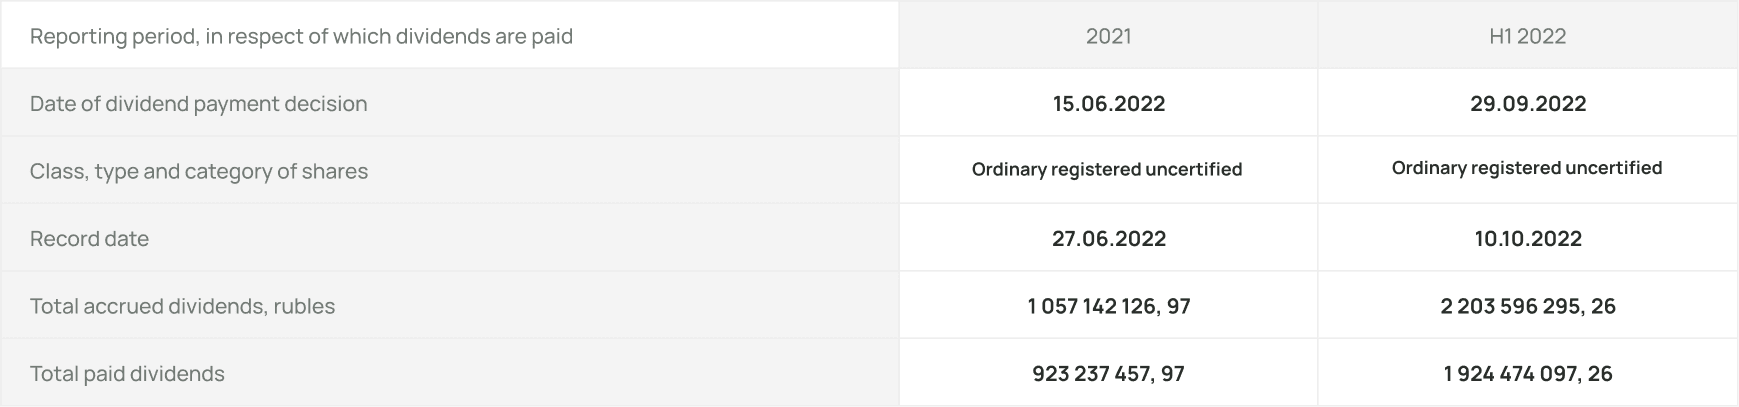 Reporting period, in respect of which dividends are paid 2021 H1 2022
Date of dividend payment decision 15.06.2022 29.09.2022
Class, type and category of shares Ordinary registered uncertified Ordinary registered uncertified
Record date 27.06.2022 10.10.2022
Total accrued dividends, rubles 1 057 142 126, 97 2 203 596 295, 26
Total paid dividends 923 237 457, 97 1 924 474 097, 26